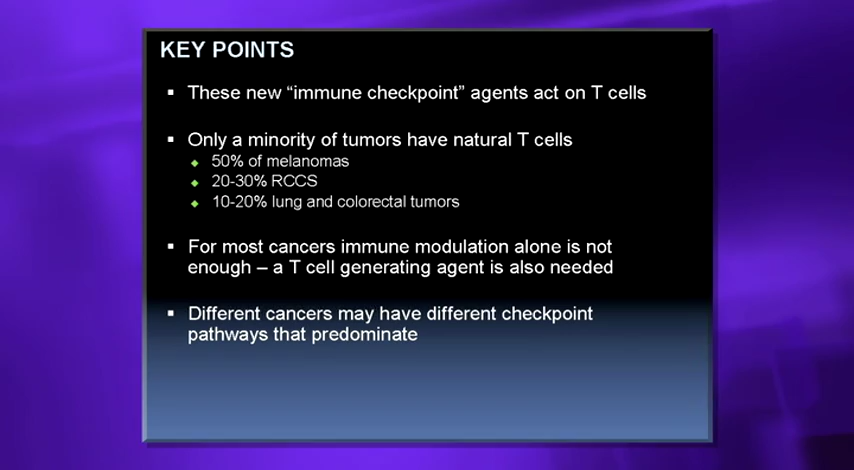 KEY POINTS
▪ These new “immune checkpoint” agents act on T cells
▪ Only a minority of tumors have natural T cells
◆ 50% of melanomas
◆ 20-30% RCCS
◆ 10-20% lung and colorectal tumors
▪ For most cancers immune modulation alone is not
enough – a T cell generating agent is also needed
▪ Different cancers may have different checkpoint
pathways that predominate